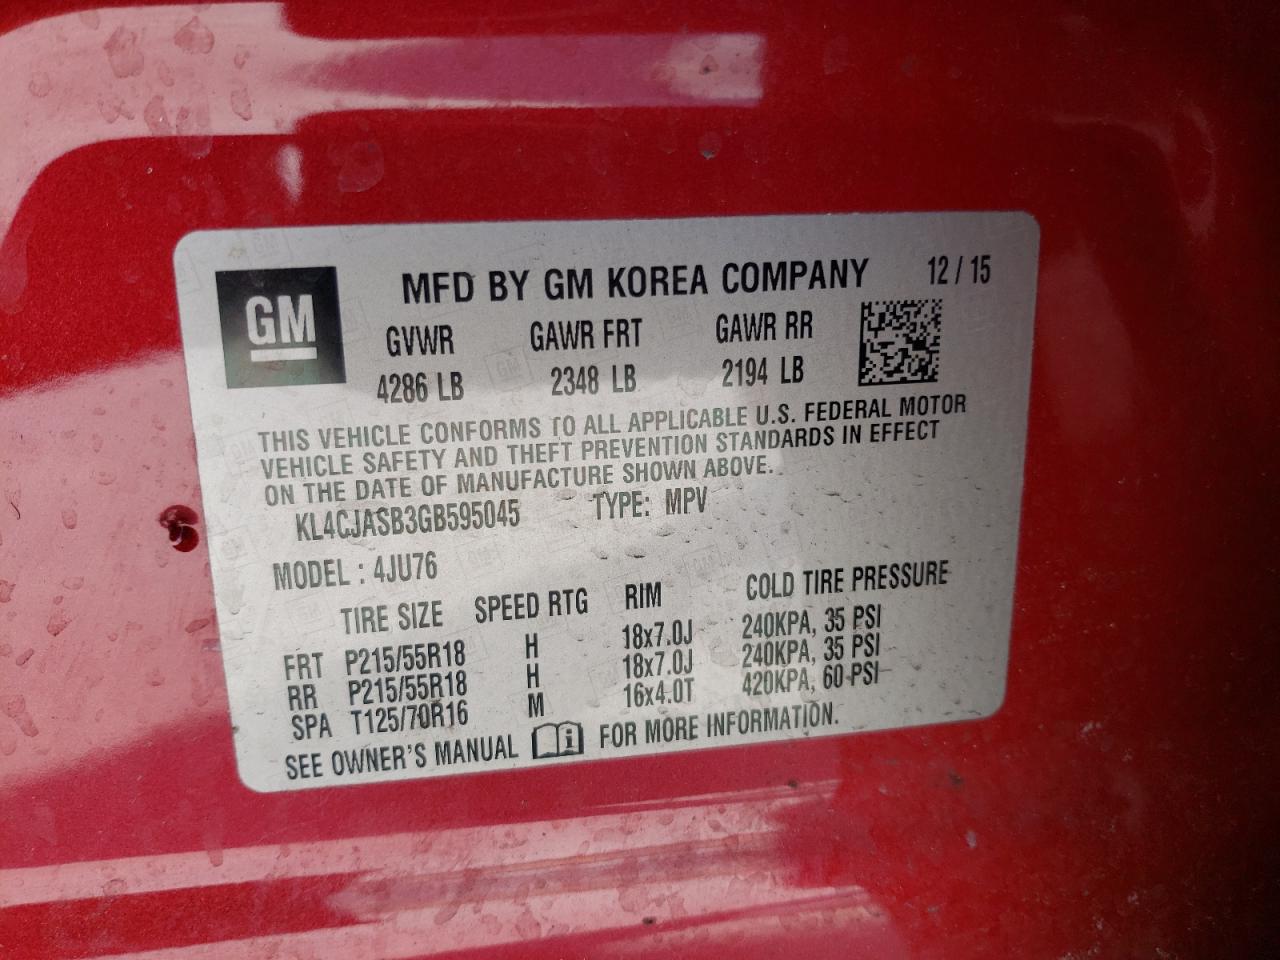 GM
MFD BY GM KOREA COMPANY 12 / 15
GVWR GAWR FRT GAWR RR
4286 LB 2348 LB 2194 LB
THIS VEHICLE CONFORMS TO ALL APPLICABLE U.S. FEDERAL MOTOR
VEHICLE SAFETY AND THEFT PREVENTION STANDARDS IN EFFECT
ON THE DATE OF MANUFACTURE SHOWN ABOVE.
KL4CJASB3GB595045 TYPE: MPV
MODEL : 4JU76
TIRE SIZE SPEED RTG RIM COLD TIRE PRESSURE
FRT P215/55R18 H 18x7.0J 240KPA, 35 PSI
RR P215/55R18 H 18x7.0J 240KPA, 35 PSI
SPA T125/70R16 M 16x4.0T 420KPA, 60 PSI
SEE OWNER'S MANUAL i FOR MORE INFORMATION.